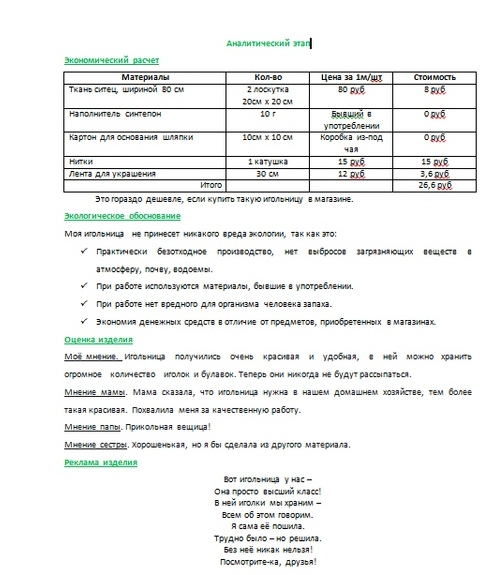 Аналитический этап
Экономический расчет
Материалы Кол-во Цена за 1м/шт Стоимость
Ткань ситец, шириной 80 см 2 лоскутка 80 руб 8 руб
20см х 20 см
Наполнитель синтепон 10 г Бывший в 0 руб
употреблении
Картон для основания шляпки 10см х 10 см Коробка из-под 0 руб
чая
Нитки 1 катушка 15 руб 15 руб
Лента для украшения 30 см 12 руб 3,6 руб
Итого 26,6 руб
Это гораздо дешевле, если купить такую игольницу в магазине.
Экологическое обоснование
Моя игольница не принесет никакого вреда экологии, так как это:
✓ Практически безотходное производство, нет выбросов загрязняющих веществ в
атмосферу, почву, водоемы.
✓ При работе используются материалы, бывшие в употреблении.
✓ При работе нет вредного для организма человека запаха.
✓ Экономия денежных средств в отличие от предметов, приобретенных в магазинах.
Оценка изделия
Моё мнение. Игольница получились очень красивая и удобная, в ней можно хранить
огромное количество иголок и булавок. Теперь они никогда не будут рассыпаться.
Мнение мамы. Мама сказала, что игольница нужна в нашем домашнем хозяйстве, тем более
такая красивая. Похвалила меня за качественную работу.
Мнение папы. Прикольная вещица!
Мнение сестры. Хорошенькая, но я бы сделала из другого материала.
Реклама изделия
Вот игольница у нас –
Она просто высший класс!
В ней иголки мы храним –
Всем об этом говорим.
Я сама её пошила.
Трудно было – но решила.
Без неё никак нельзя!
Посмотрите-ка, друзья!